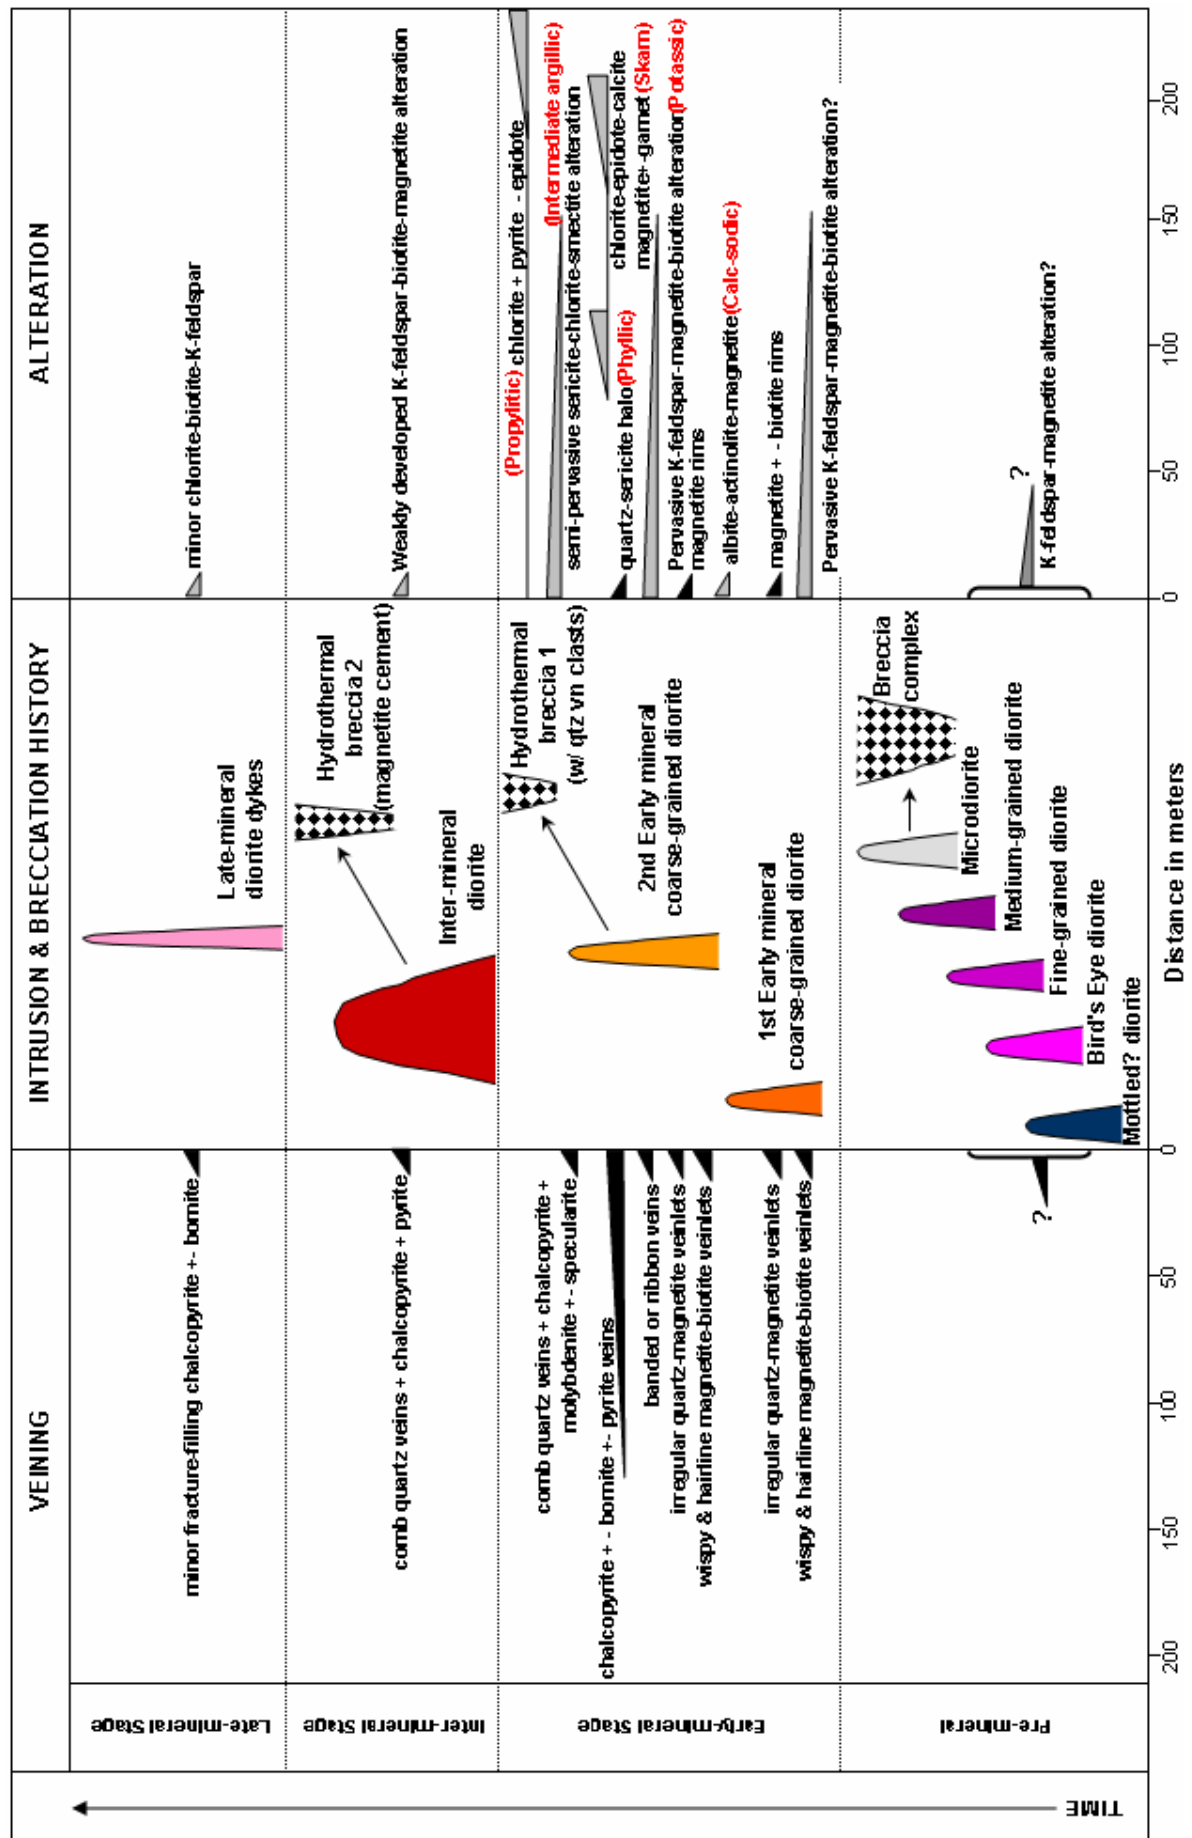 VEINING
INTRUSION & BRECCIATION HISTORY
ALTERATION
TIME
Late-mineral Stage
minor fracture-filling chalcopyrite +- bornite
Late-mineral
diorite dykes
minor chlorite-biotite-K-feldspar
Inter-mineral Stage
comb quartz veins + chalcopyrite + pyrite
Inter-mineral
diorite
Hydrothermal
breccia 2
(magnetite cement)
Weakly developed K-feldspar-biotite-magnetite alteration
Early-mineral Stage
comb quartz veins + chalcopyrite +
molybdenite +- specularite
chalcopyrite + - bornite +- pyrite veins
banded or ribbon veins
irregular quartz-magnetite veinlets
wispy & hairline magnetite-biotite veinlets
irregular quartz-magnetite veinlets
wispy & hairline magnetite-biotite veinlets
Hydrothermal
breccia 1
(w/ qtz vn clasts)
2nd Early mineral
coarse-grained diorite
1st Early mineral
coarse-grained diorite
(Propylitic) chlorite + pyrite - epidote
(Intermediate argillic)
semi-pervasive sericite-chlorite-smectite alteration
quartz-sericite halo(Phyllic)
chlorite-epidote-calcite
magnetite+-garnet(Skarn)
Pervasive K-feldspar-magnetite-biotite alteration(Potassic)
magnetite rims
albite-actinolite-magnetite(Calc-sodic)
magnetite + - biotite rims
Pervasive K-feldspar-magnetite-biotite alteration?
Pre-mineral
?
Mottled? diorite
Bird's Eye diorite
Fine-grained diorite
Medium-grained diorite
Microdiorite
Breccia
complex
?
K-feldspar-magnetite alteration?
200 150 100 50 0 0 50 100 150 200
Distance in meters